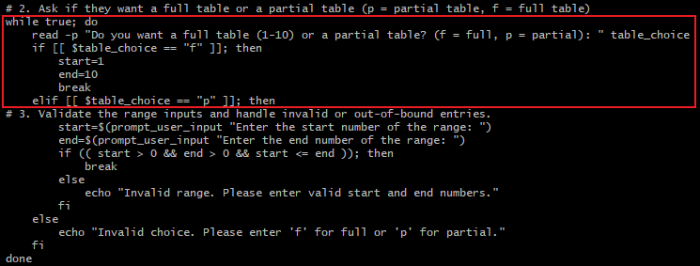 # 2. Ask if they want a full table or a partial table (p = partial table, f = full table)
while true; do
    read -p "Do you want a full table (1-10) or a partial table? (f = full, p = partial): " table_choice
    if [[ $table_choice == "f" ]]; then
        start=1
        end=10
        break
    elif [[ $table_choice == "p" ]]; then
# 3. Validate the range inputs and handle invalid or out-of-bound entries.
        start=$(prompt_user_input "Enter the start number of the range: ")
        end=$(prompt_user_input "Enter the end number of the range: ")
        if (( start > 0 && end > 0 && start <= end )); then
            break
        else
            echo "Invalid range. Please enter valid start and end numbers."
        fi
    else
        echo "Invalid choice. Please enter 'f' for full or 'p' for partial."
    fi
done